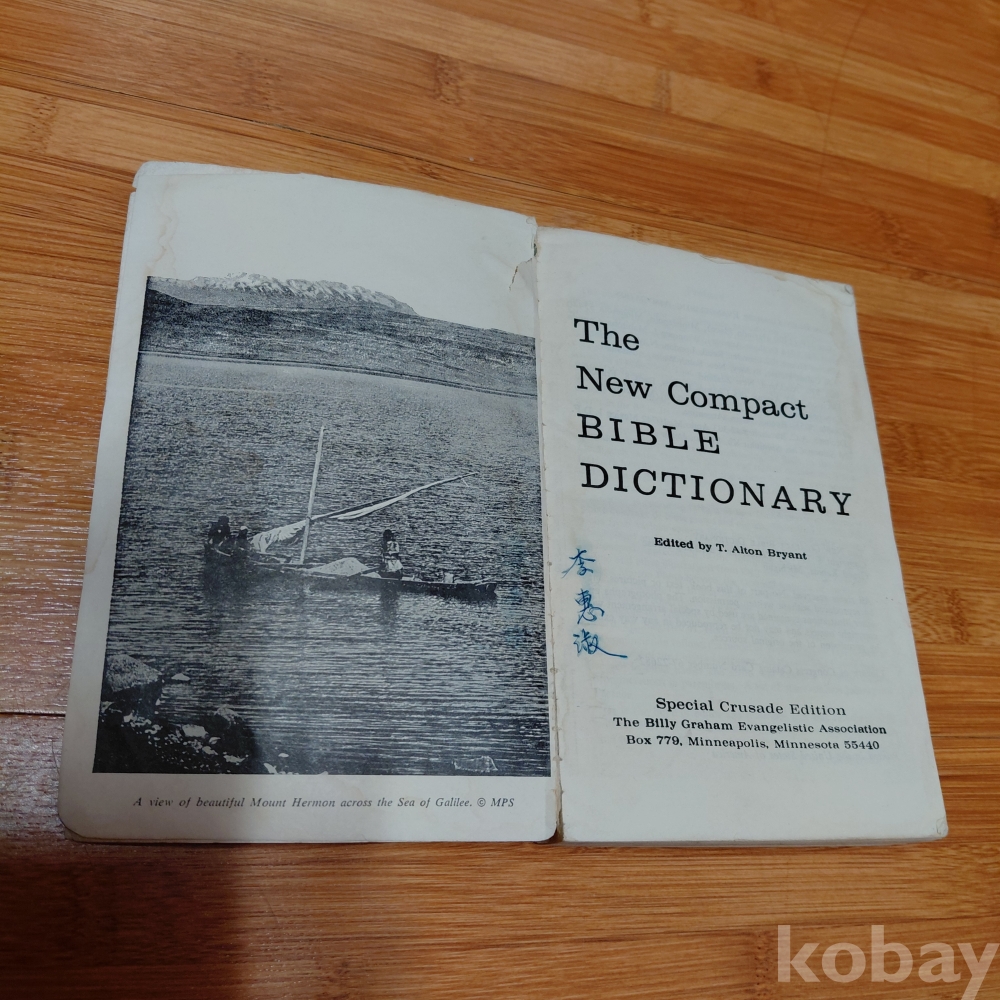 A view of beautiful Mount Hermon across the Sea of Galilee. © MPS
The
New Compact
BIBLE
DICTIONARY
Edited by T. Alton Bryant
李
惠
淑
Special Crusade Edition
The Billy Graham Evangelistic Association
Box 779, Minneapolis, Minnesota 55440
kobay